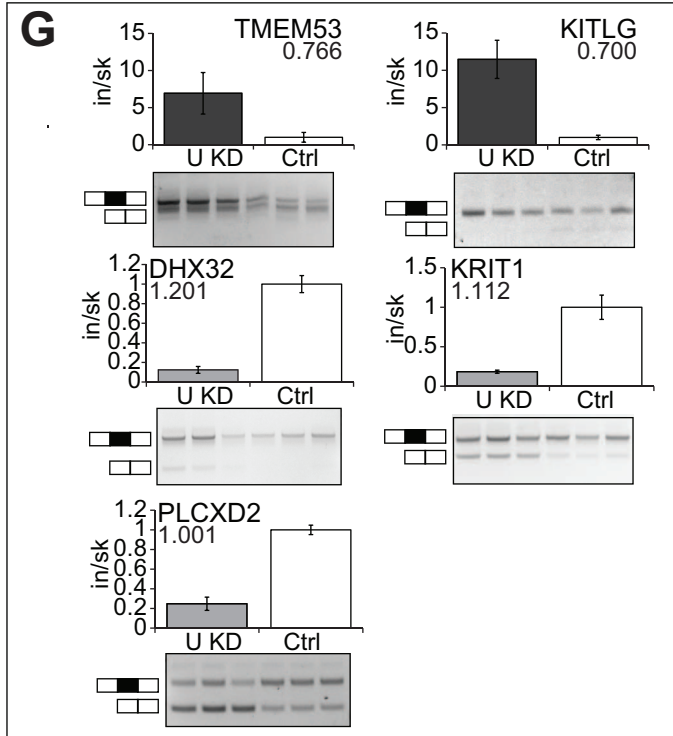 G
TMEM53
0.766
in/sk
15
10
5
0
U KD Ctrl
KITLG
0.700
in/sk
15
10
5
0
U KD Ctrl
DHX32
1.201
in/sk
1.2
1
0.8
0.6
0.4
0.2
0
U KD Ctrl
KRIT1
1.112
in/sk
1.5
1
0.5
0
U KD Ctrl
PLCXD2
1.001
in/sk
1.2
1
0.8
0.6
0.4
0.2
0
U KD Ctrl